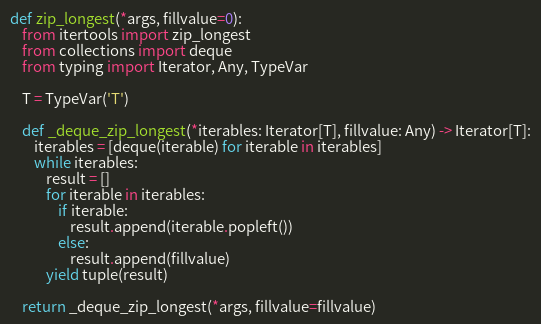 def zip_longest(*args, fillvalue=0):
    from itertools import zip_longest
    from collections import deque
    from typing import Iterator, Any, TypeVar

    T = TypeVar('T')

    def _deque_zip_longest(*iterables: Iterator[T], fillvalue: Any) -> Iterator[T]:
        iterables = [deque(iterable) for iterable in iterables]
        while iterables:
            result = []
            for iterable in iterables:
                if iterable:
                    result.append(iterable.popleft())
                else:
                    result.append(fillvalue)
            yield tuple(result)

    return _deque_zip_longest(*args, fillvalue=fillvalue)